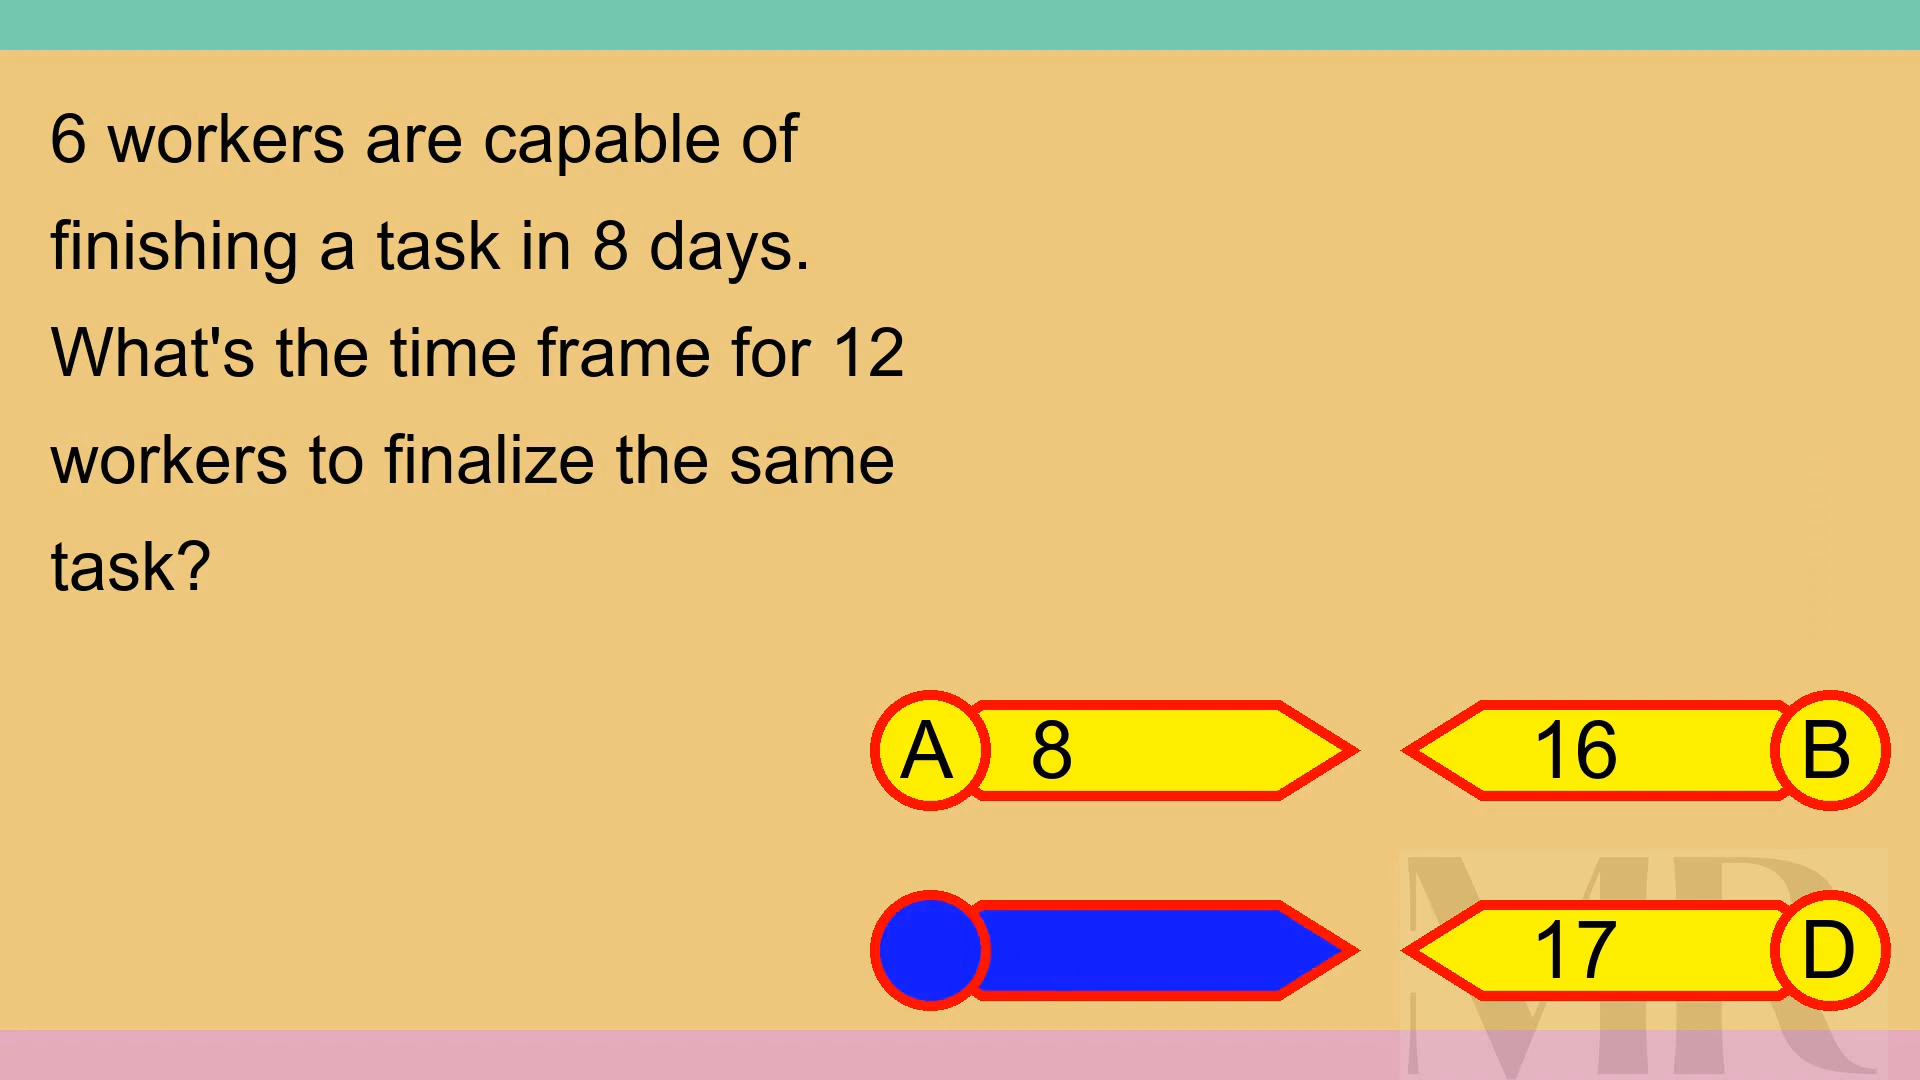 6 workers are capable of
finishing a task in 8 days.
What's the time frame for 12
workers to finalize the same
task?
A 8
16 B
17 D
MR